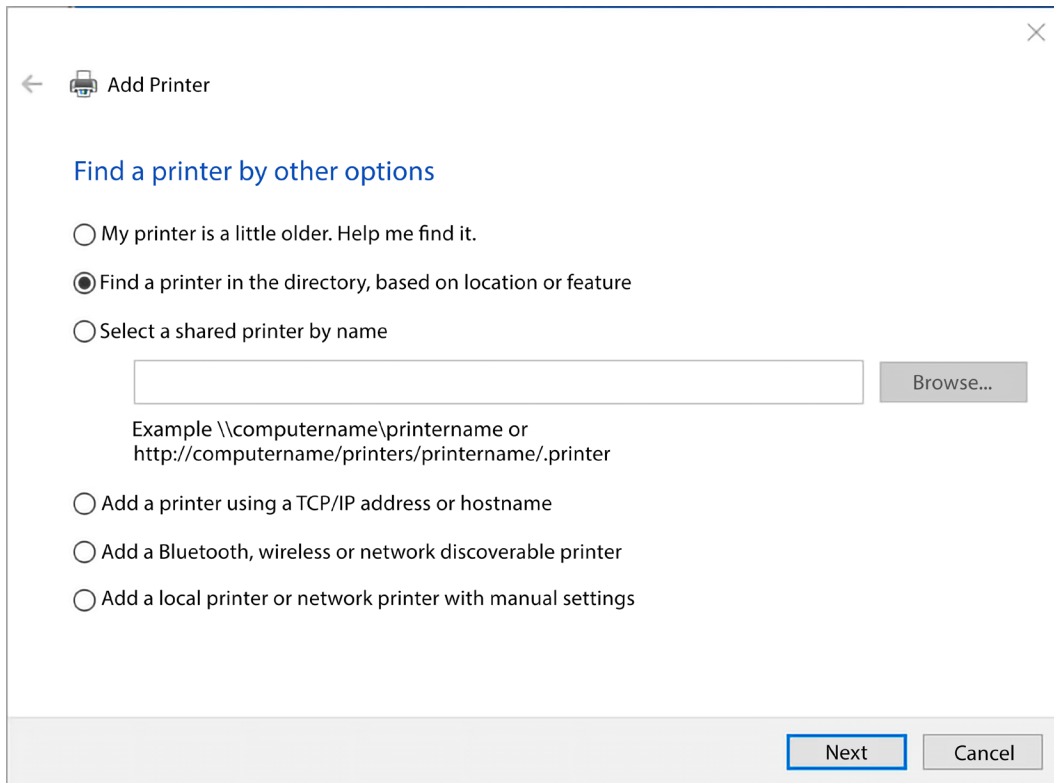 Add Printer
Find a printer by other options
My printer is a little older. Help me find it.
Find a printer in the directory, based on location or feature
Select a shared printer by name
Browse...
Example \\computername\printername or
http://computername/printers/printername/.printer
Add a printer using a TCP/IP address or hostname
Add a Bluetooth, wireless or network discoverable printer
Add a local printer or network printer with manual settings
Next
Cancel